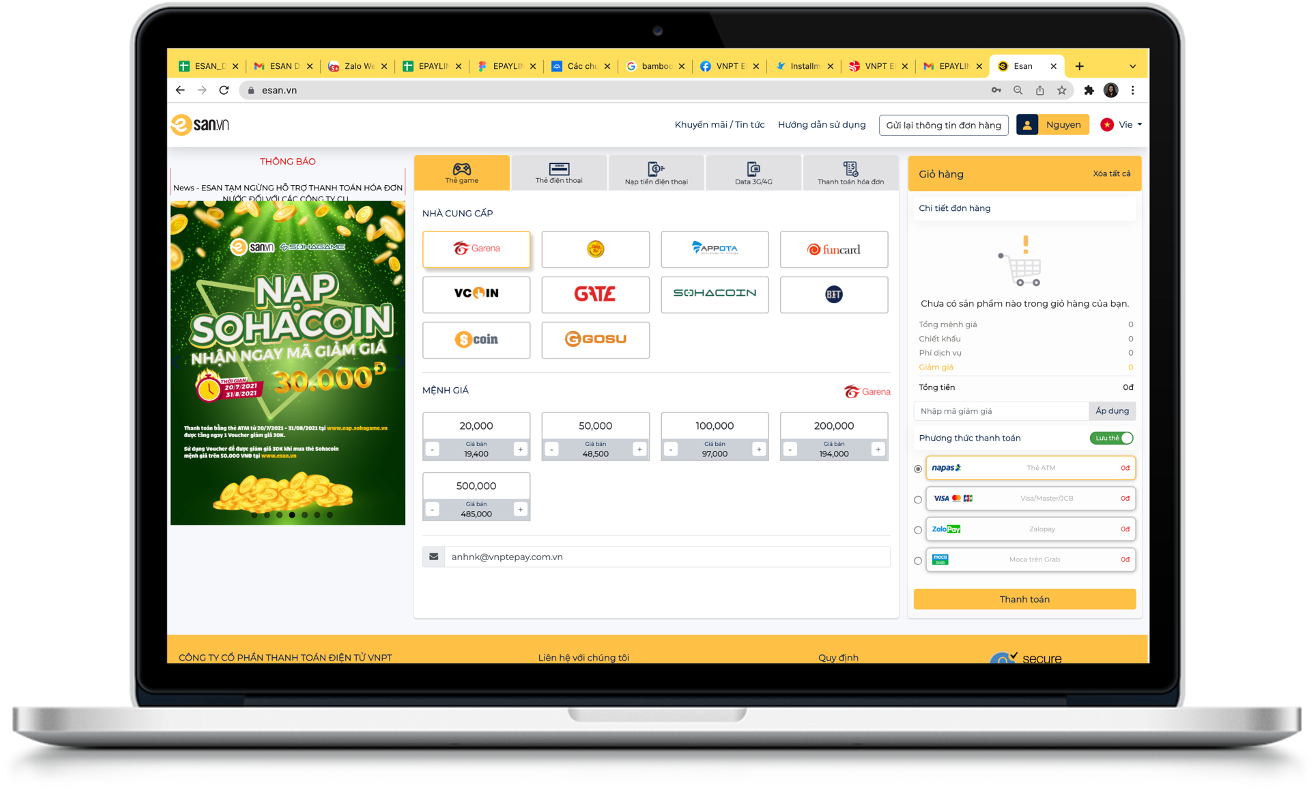 ESAN_D
ESAN D
Zalo We
EPAYLIN
EPAYLIN
Các chu
bamboo
VNPT E
Installm
VNPT E
EPAYLIN
Esan
esan.vn
esan.vn
Khuyến mãi / Tin tức
Hướng dẫn sử dụng
Gửi lại thông tin đơn hàng
Nguyen
Vie
THÔNG BÁO
News - ESAN TẠM NGỪNG HỖ TRỢ THANH TOÁN HÓA ĐƠN
NƯỚC ĐỐI VỚI CÁC CÔNG TY CỤ
esan.vn SOHAGAME
NẠP
SOHACOIN
NHẬN NGAY MÃ GIẢM GIÁ
THỜI GIAN
20/7/2021
31/8/2021
30.000Đ
Thanh toán bằng thẻ ATM từ 20/7/2021 - 31/08/2021 tại www.nap.sohagame.vn
được tặng ngay 1 Voucher giảm giá 30K.
Sử dụng Voucher để được giảm giá 30K khi mua thẻ Sohacoin
mệnh giá trên 50.000 VNĐ tại www.esan.vn
Thẻ game
Thẻ điện thoại
Nạp tiền điện thoại
Data 3G/4G
Thanh toán hóa đơn
NHÀ CUNG CẤP
Garena
APPOTA
funcard
VCOIN
GATE
SOHACOIN
BIT
Scoin
GOSU
MỆNH GIÁ
Garena
20,000
50,000
100,000
200,000
- Giá bán +
19,400
- Giá bán +
48,500
- Giá bán +
97,000
- Giá bán +
194,000
500,000
- Giá bán +
485,000
anhnk@vnptepay.com.vn
Giỏ hàng
Xóa tất cả
Chi tiết đơn hàng
Chưa có sản phẩm nào trong giỏ hàng của bạn.
Tổng mệnh giá 0
Chiết khấu 0
Phí dịch vụ 0
Giảm giá 0
Tổng tiền 0đ
Nhập mã giảm giá
Áp dụng
Phương thức thanh toán
Lưu thẻ
napas Thẻ ATM 0đ
VISA Visa/Master/JCB 0đ
ZaloPay Zalopay 0đ
moca Moca trên Grab 0đ
Thanh toán
CÔNG TY CỔ PHẦN THANH TOÁN ĐIỆN TỬ VNPT
Liên hệ với chúng tôi
Quy định
secure